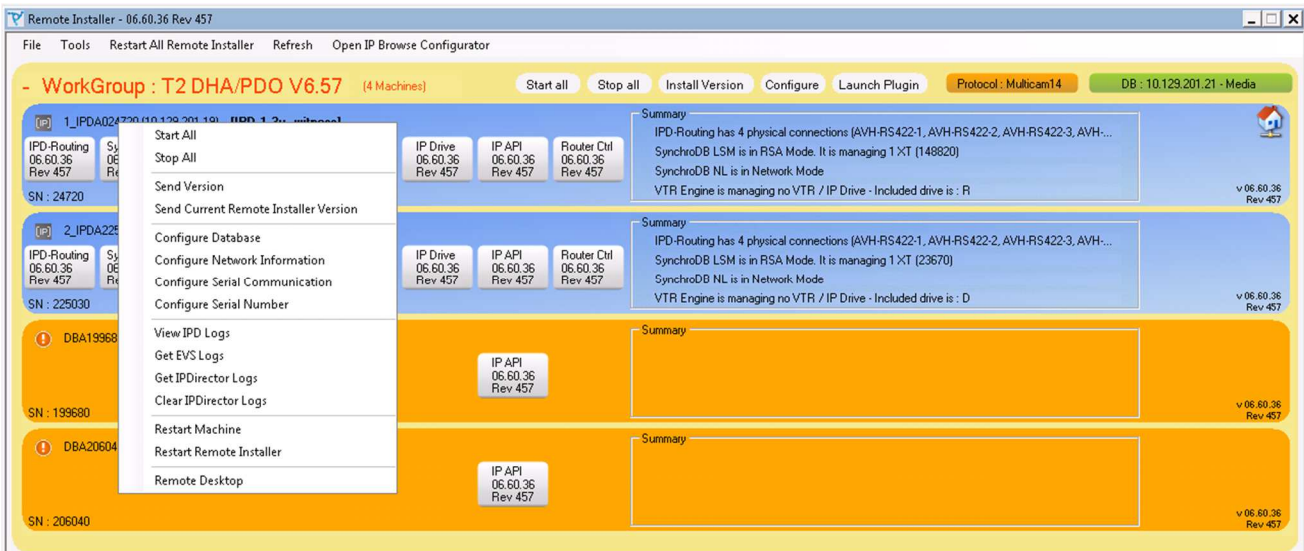 Remote Installer - 06.60.36 Rev 457
File Tools Restart All Remote Installer Refresh Open IP Browse Configurator
- WorkGroup : T2 DHA/PDO V6.57 (4 Machines) Start all Stop all Install Version Configure Launch Plugin Protocol : Multicam14 DB : 10.129.201.21 - Media
IP 1_IPDA024720 (10.129.201.19)
IPD-Routing
06.60.36
Rev 457
SN : 24720
IP Drive
06.60.36
Rev 457
IP API
06.60.36
Rev 457
Router Ctrl
06.60.36
Rev 457
Summary
IPD-Routing has 4 physical connections (AVH-RS422-1, AVH-RS422-2, AVH-RS422-3, AVH-...
SynchroDB LSM is in RSA Mode. It is managing 1 XT (148820)
SynchroDB NL is in Network Mode
VTR Engine is managing no VTR / IP Drive - Included drive is : R
v 06.60.36
Rev 457
Start All
Stop All
Send Version
Send Current Remote Installer Version
Configure Database
Configure Network Information
Configure Serial Communication
Configure Serial Number
View IPD Logs
Get EVS Logs
Get IPDirector Logs
Clear IPDirector Logs
Restart Machine
Restart Remote Installer
Remote Desktop
IP 2_IPDA225
IPD-Routing
06.60.36
Rev 457
SN : 225030
IP Drive
06.60.36
Rev 457
IP API
06.60.36
Rev 457
Router Ctrl
06.60.36
Rev 457
Summary
IPD-Routing has 4 physical connections (AVH-RS422-1, AVH-RS422-2, AVH-RS422-3, AVH-...
SynchroDB LSM is in RSA Mode. It is managing 1 XT (23670)
SynchroDB NL is in Network Mode
VTR Engine is managing no VTR / IP Drive - Included drive is : D
v 06.60.36
Rev 457
DBA19968
SN : 199680
IP API
06.60.36
Rev 457
Summary
v 06.60.36
Rev 457
DBA20604
SN : 206040
IP API
06.60.36
Rev 457
Summary
v 06.60.36
Rev 457